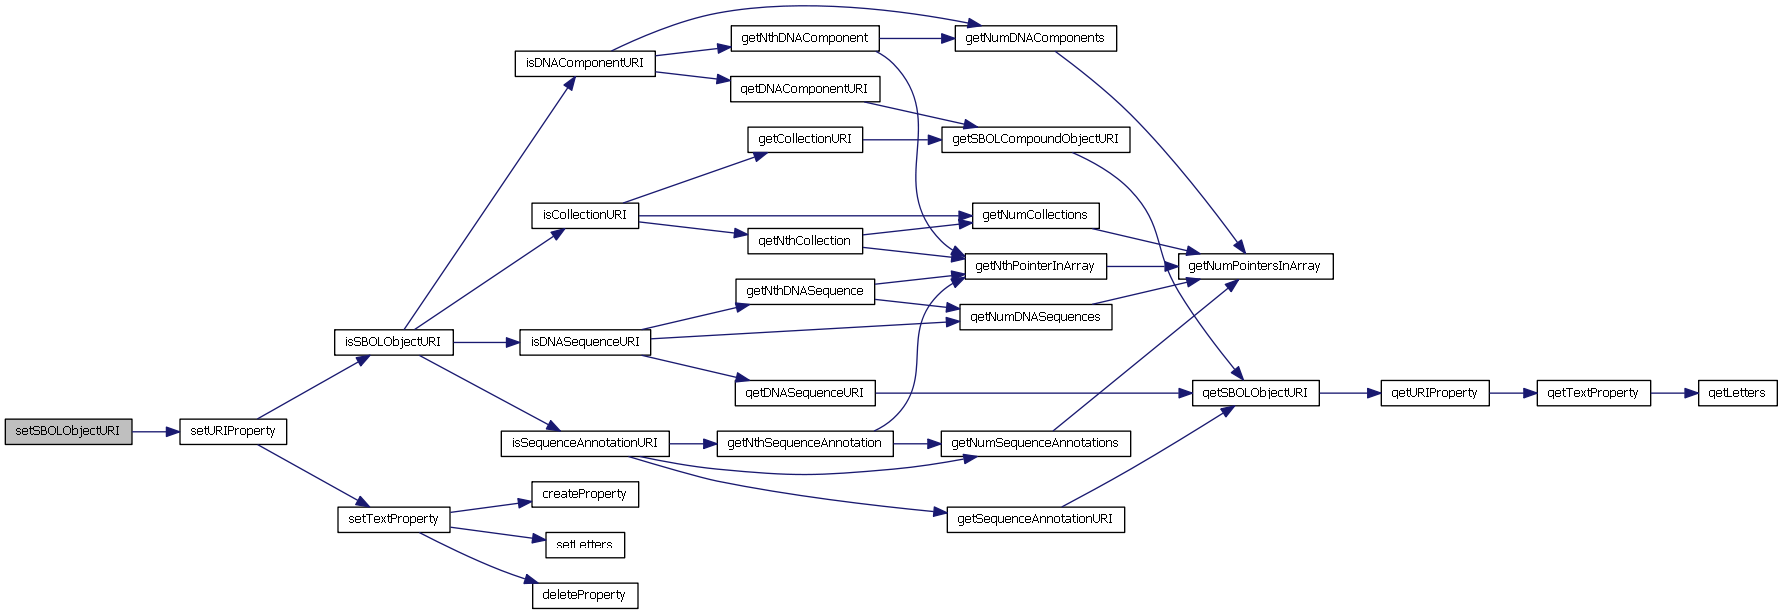 getNthDNAComponent
getNumDNAComponents
isDNAComponentURI
getDNAComponentURI
getCollectionURI
getSBOLCompoundObjectURI
isCollectionURI
getNumCollections
getNthCollection
getNthPointerInArray
getNumPointersInArray
getNthDNASequence
getNumDNASequences
isSBOLObjectURI
isDNASequenceURI
getDNASequenceURI
getSBOLObjectURI
getURIProperty
getTextProperty
getLetters
setSBOLObjectURI
setURIProperty
isSequenceAnnotationURI
getNthSequenceAnnotation
getNumSequenceAnnotations
createProperty
setTextProperty
getSequenceAnnotationURI
setLetters
deleteProperty